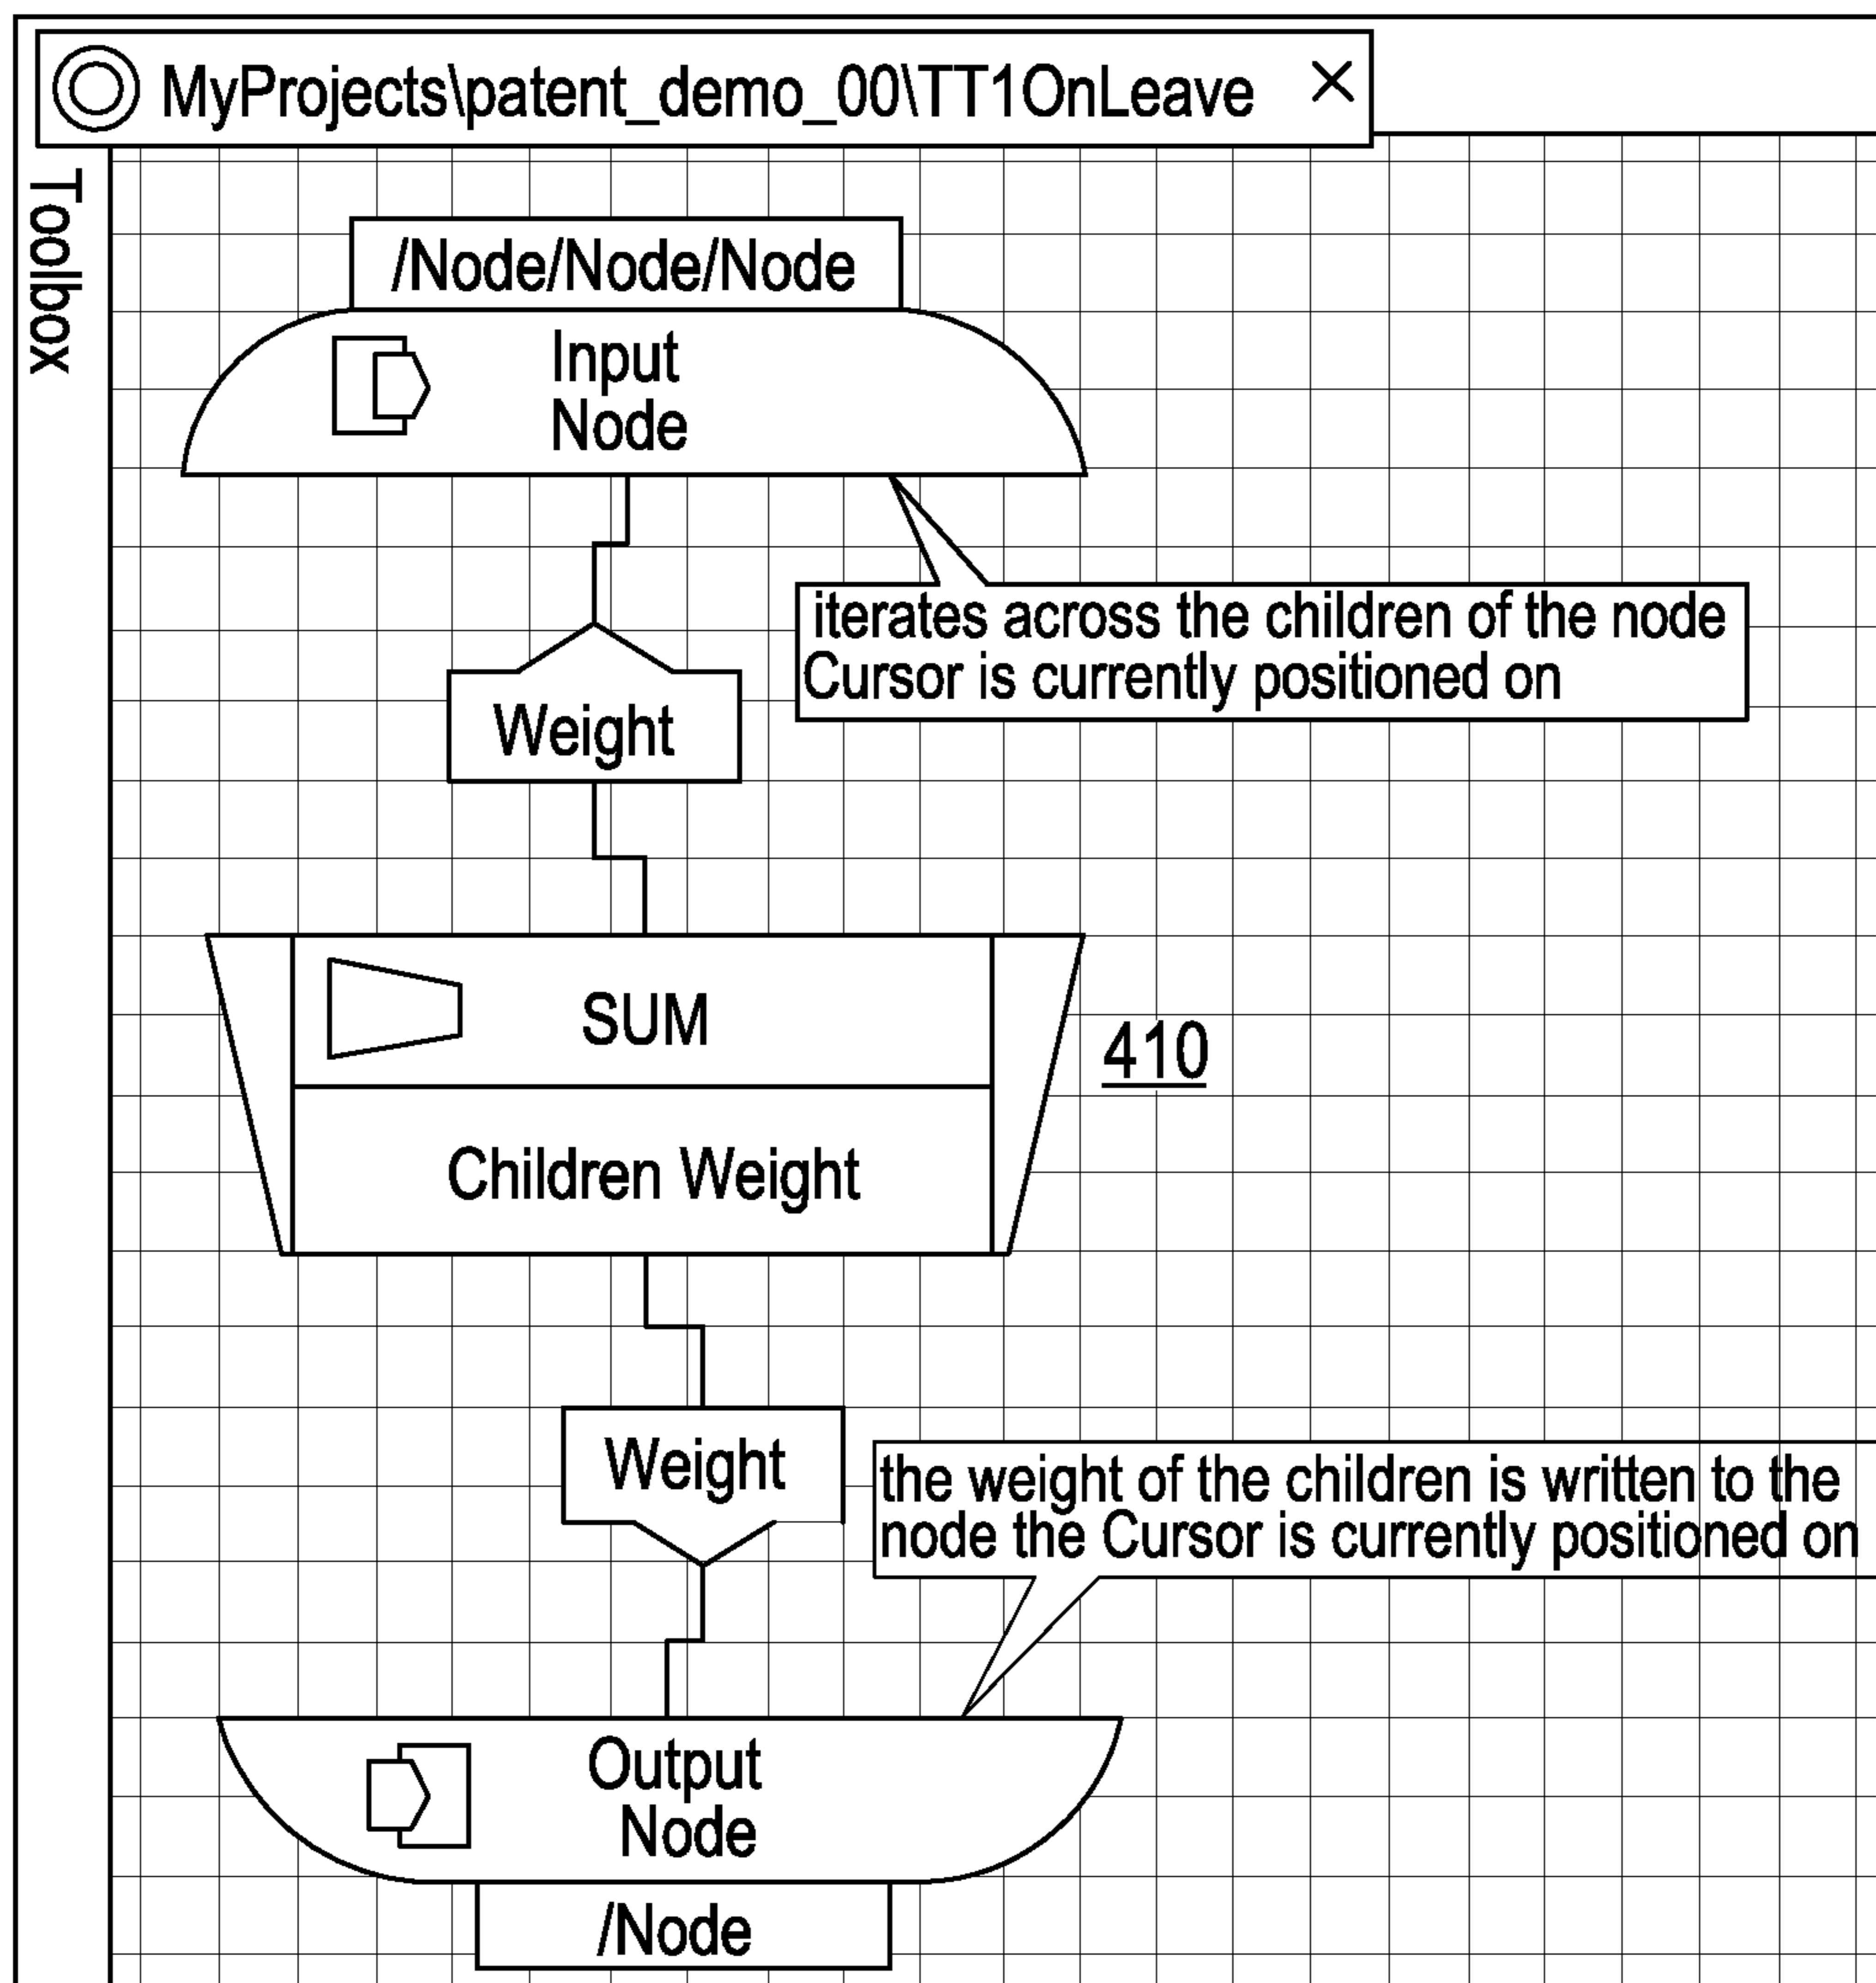 MyProjects\patent_demo_00\TT1OnLeave ×
Toolbox
/Node/Node/Node
Input
Node
iterates across the children of the node
Cursor is currently positioned on
Weight
SUM
410
Children Weight
Weight
the weight of the children is written to the
node the Cursor is currently positioned on
Output
Node
/Node